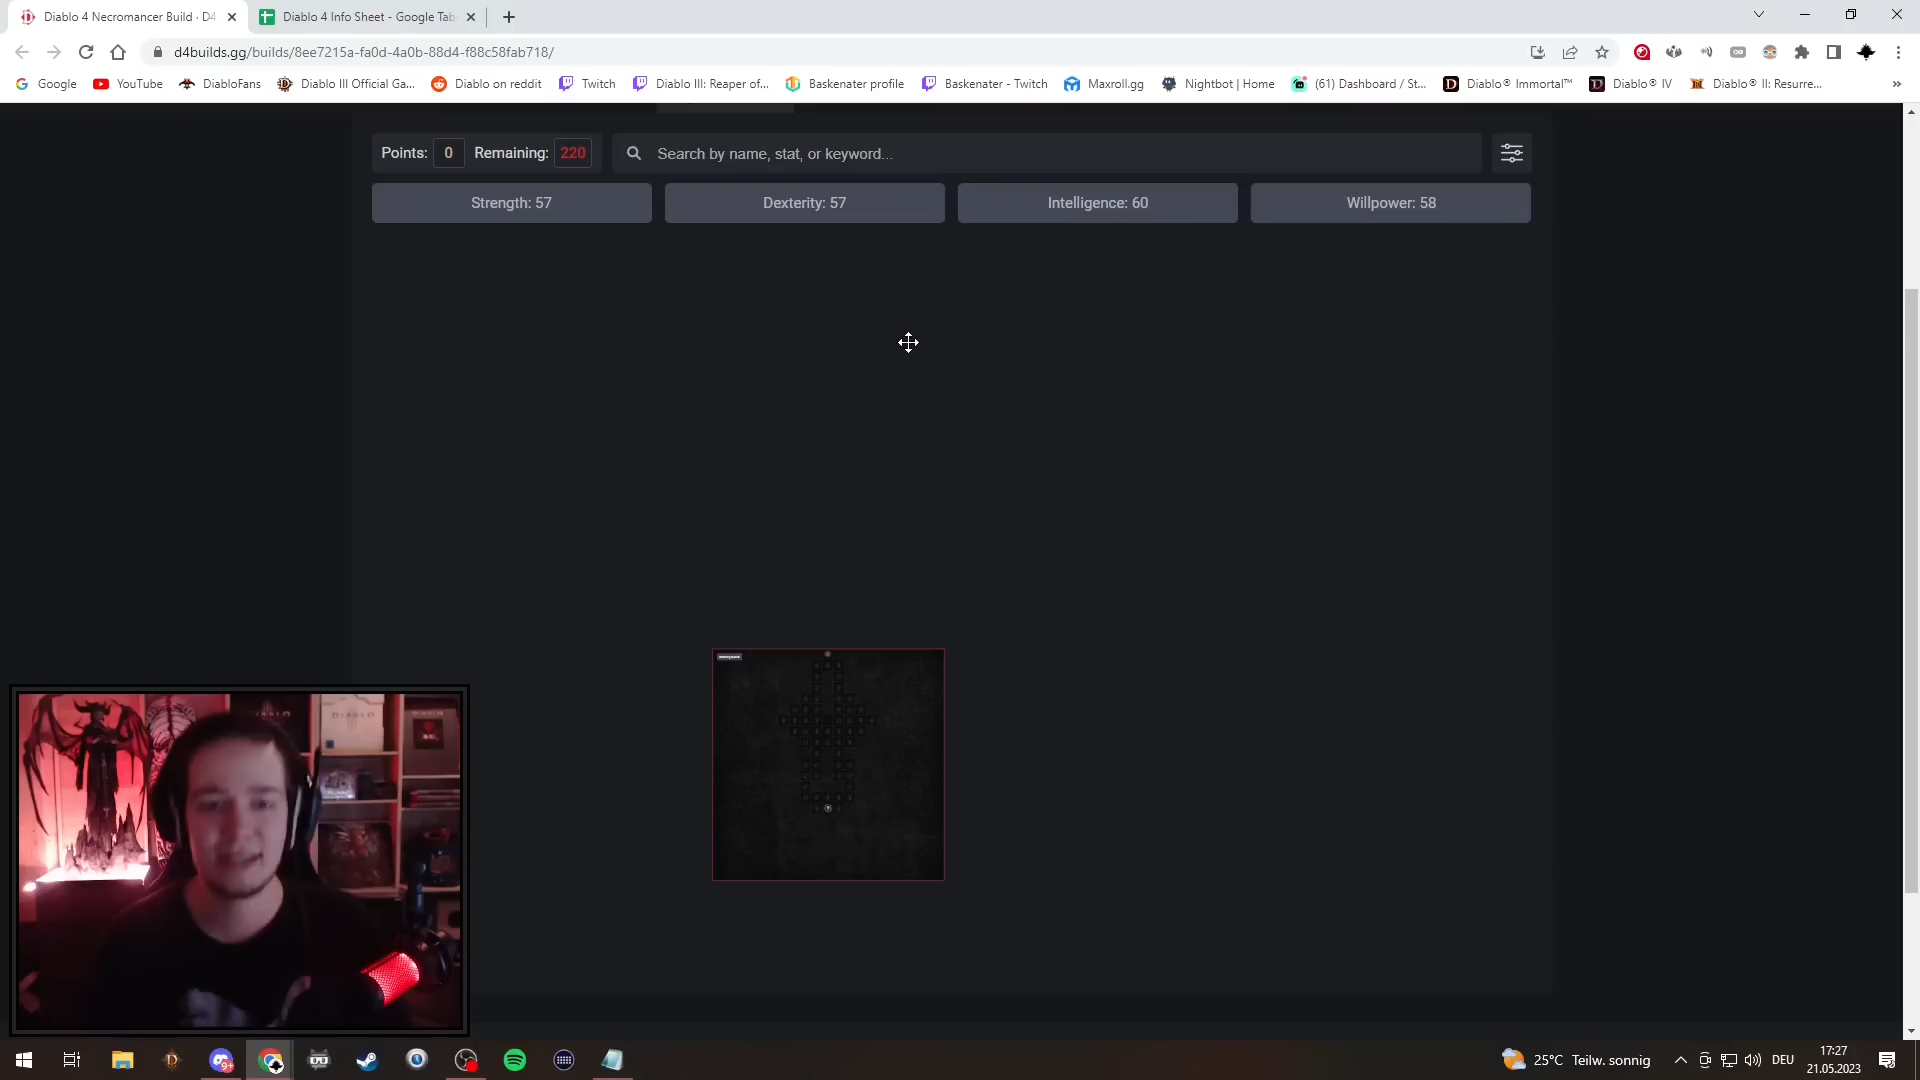 Diablo 4 Necromancer Build · D4
Diablo 4 Info Sheet - Google Tab
d4builds.gg/builds/8ee7215a-fa0d-4a0b-88d4-f88c58fab718/
Google
YouTube
DiabloFans
Diablo III Official Ga...
Diablo on reddit
Twitch
Diablo III: Reaper of...
Baskenater profile
Baskenater - Twitch
Maxroll.gg
Nightbot | Home
(61) Dashboard / St...
Diablo® Immortal™
Diablo® IV
Diablo® II: Resurre...
»
Points: 0 Remaining: 220
Search by name, stat, or keyword...
Strength: 57
Dexterity: 57
Intelligence: 60
Willpower: 58
DIABLO
9+
25°C Teilw. sonnig
DEU
17:27
21.05.2023